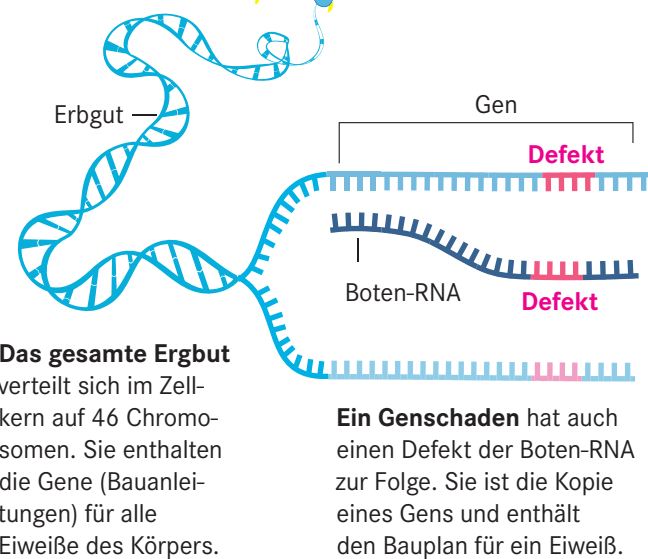 Gen
Erbgut
Defekt
Boten-RNA
Defekt
Das gesamte Ergbut
verteilt sich im Zell-
kern auf 46 Chromo-
somen. Sie enthalten
die Gene (Bauanlei-
tungen) für alle
Eiweiße des Körpers.
Ein Genschaden hat auch
einen Defekt der Boten-RNA
zur Folge. Sie ist die Kopie
eines Gens und enthält
den Bauplan für ein Eiweiß.